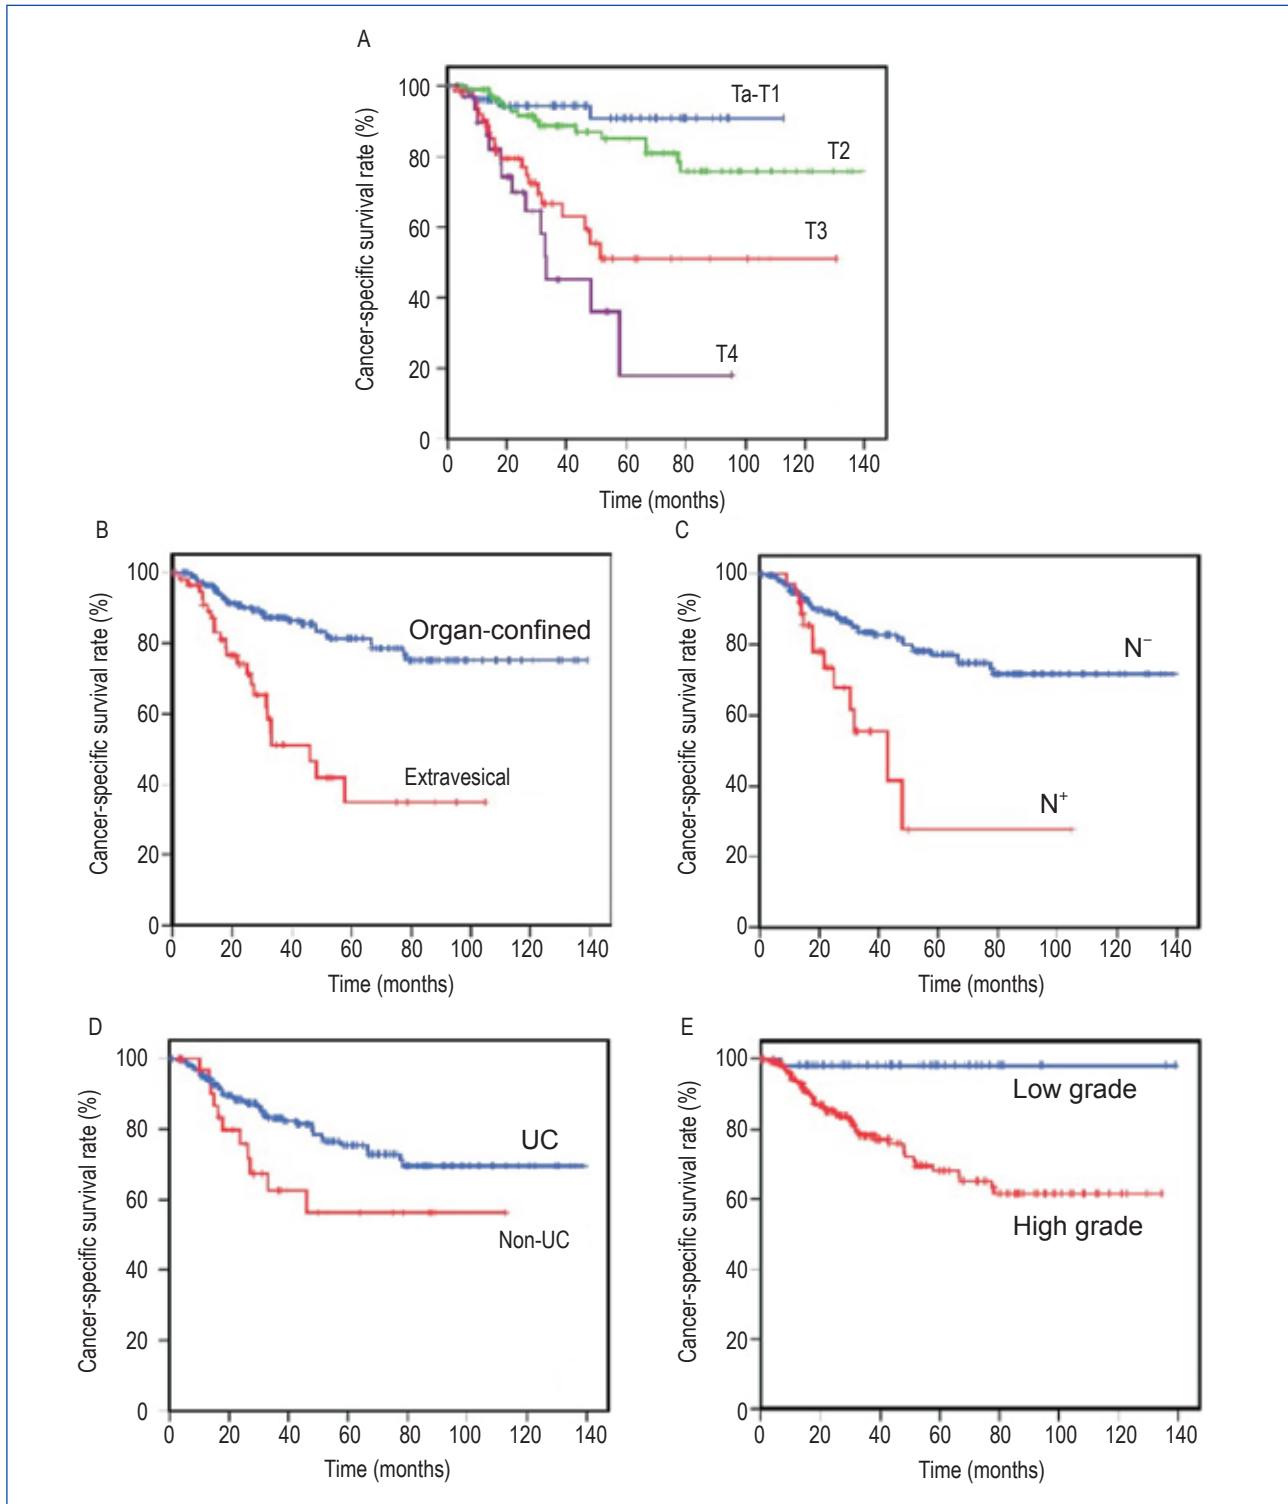 A
Cancer-specific survival rate (%)
100
80
60
40
20
0
Ta-T1
T2
T3
T4
0 20 40 60 80 100 120 140
Time (months)
B
Cancer-specific survival rate (%)
100
80
60
40
20
0
Organ-confined
Extravesical
0 20 40 60 80 100 120 140
Time (months)
C
Cancer-specific survival rate (%)
100
80
60
40
20
0
N⁻
N⁺
0 20 40 60 80 100 120 140
Time (months)
D
Cancer-specific survival rate (%)
100
80
60
40
20
0
UC
Non-UC
0 20 40 60 80 100 120 140
Time (months)
E
Cancer-specific survival rate (%)
100
80
60
40
20
0
Low grade
High grade
0 20 40 60 80 100 120 140
Time (months)